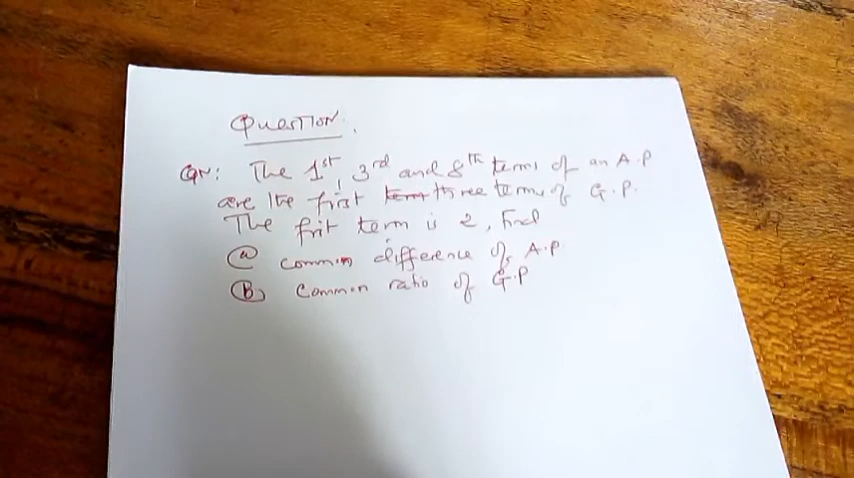 QUESTION.
QN: The 1st, 3rd and 8th terms of an A.P
are the first term three terms of G.P.
The first term is 2, find
(a) common difference of A.P
(b) Common ratio of G.P